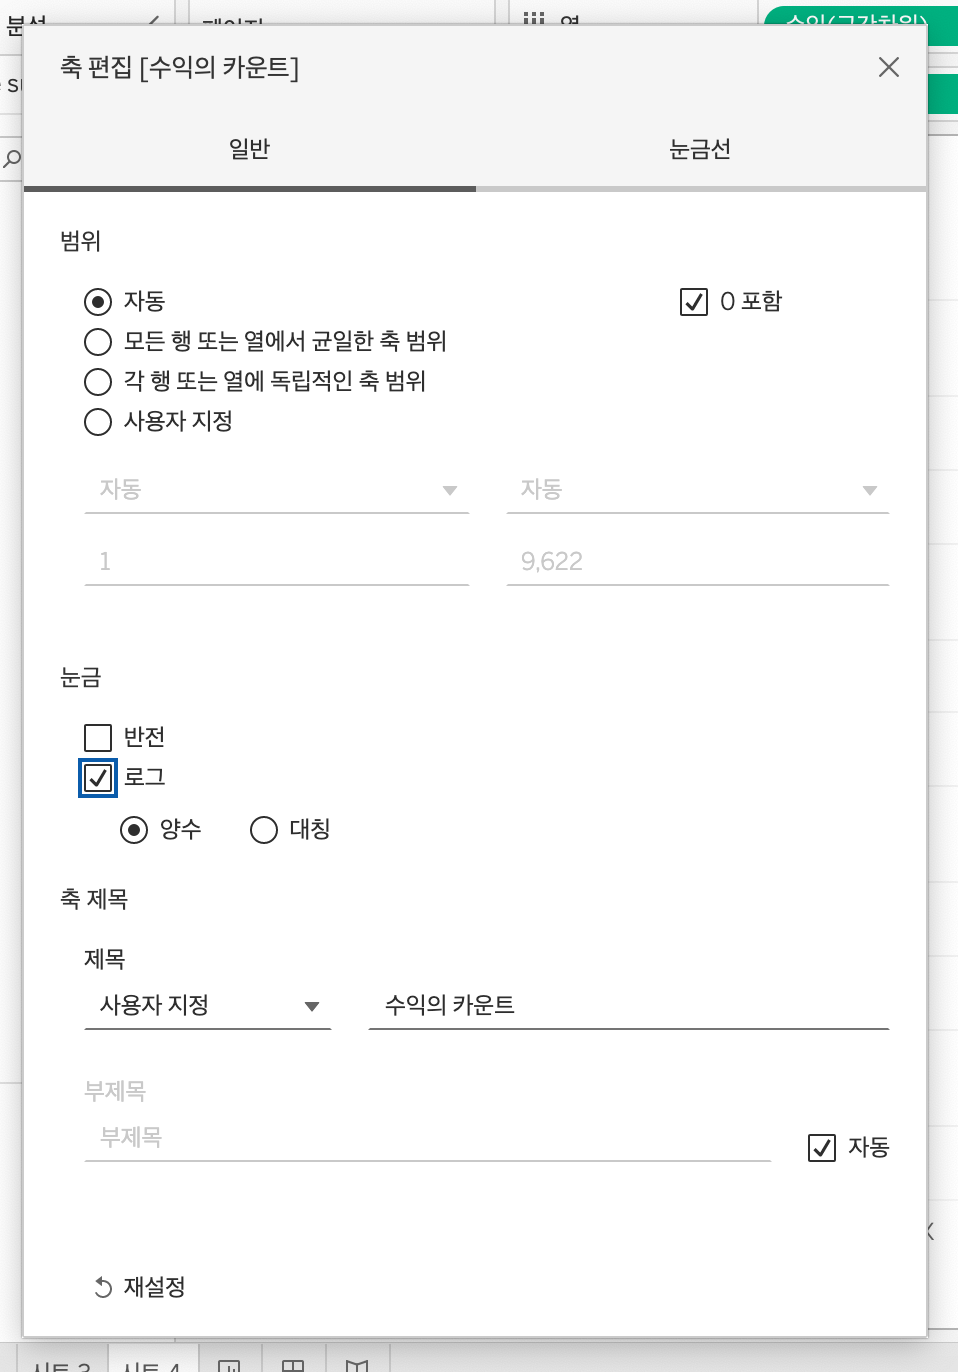 축 편집 [수익의 카운트]
일반
눈금선
범위
자동
0 포함
모든 행 또는 열에서 균일한 축 범위
각 행 또는 열에 독립적인 축 범위
사용자 지정
자동
자동
1
9,622
눈금
반전
로그
양수
대칭
축 제목
제목
사용자 지정
수익의 카운트
부제목
부제목
자동
재설정